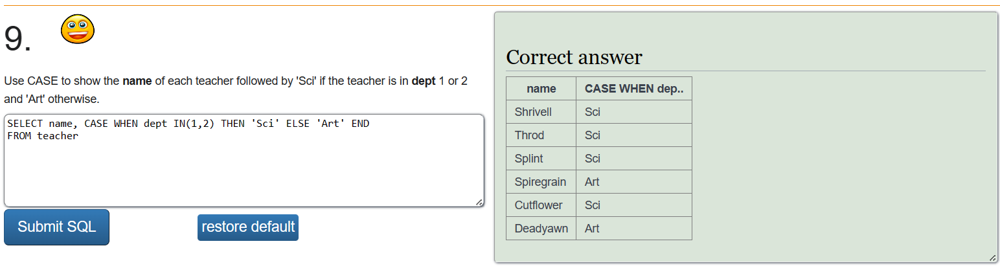 9.
Use CASE to show the name of each teacher followed by 'Sci' if the teacher is in dept 1 or 2
and 'Art' otherwise.
SELECT name, CASE WHEN dept IN(1,2) THEN 'Sci' ELSE 'Art' END
FROM teacher
Submit SQL restore default
Correct answer
name CASE WHEN dep..
Shrivell Sci
Throd Sci
Splint Sci
Spiregrain Art
Cutflower Sci
Deadyawn Art